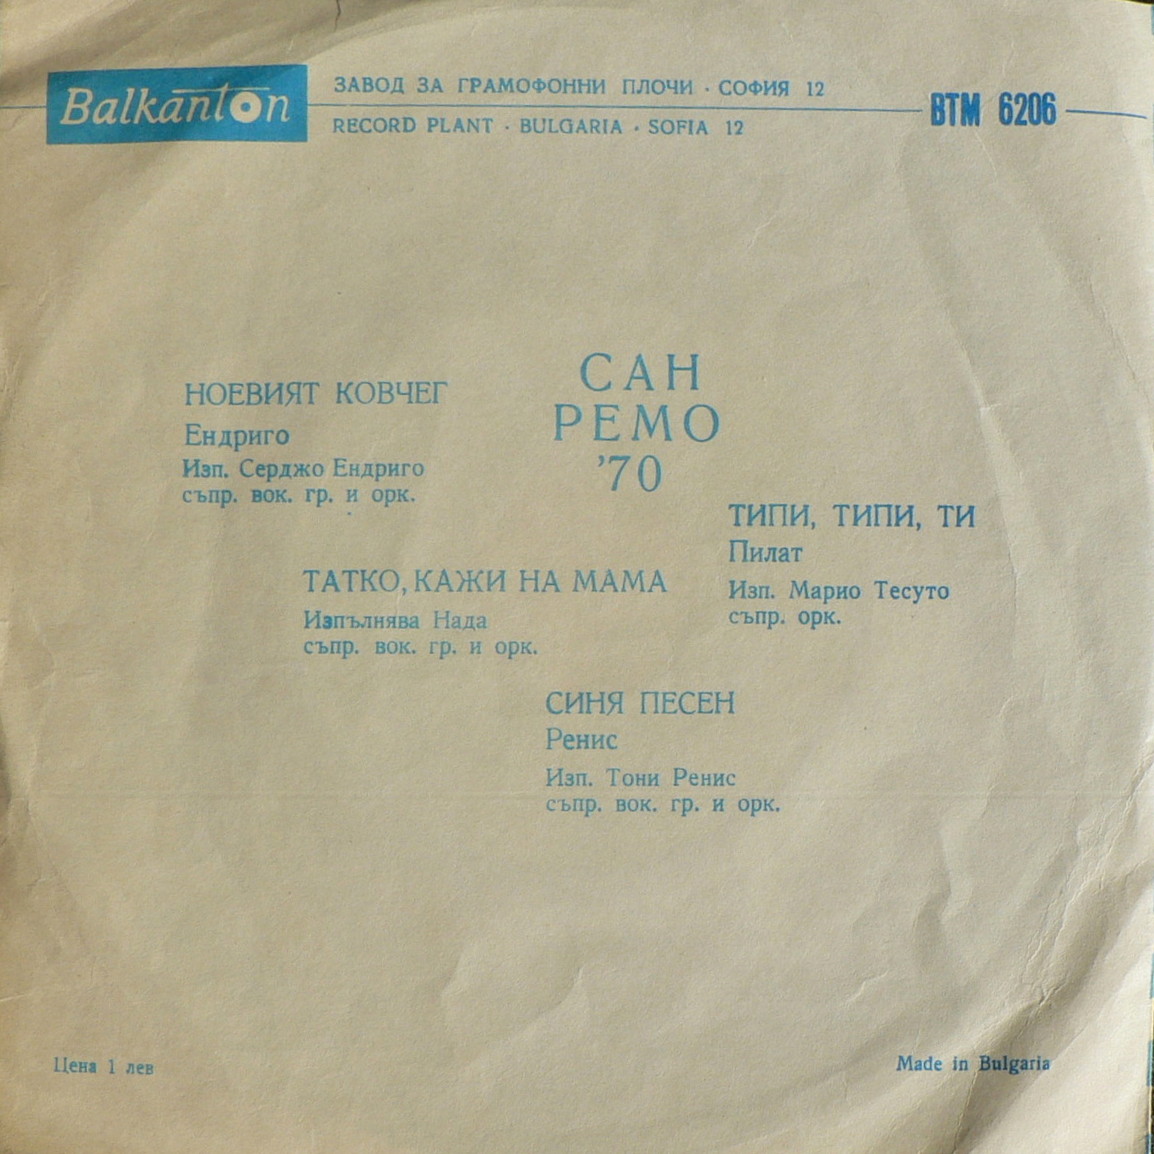 Balkanton
ЗАВОД ЗА ГРАМОФОННИ ПЛОЧИ · СОФИЯ 12
RECORD PLANT · BULGARIA · SOFIA 12
ВТМ 6206
САН
РЕМО
'70
НОЕВИЯТ КОВЧЕГ
Ендриго
Изп. Серджо Ендриго
съпр. вок. гр. и орк.
ТИПИ, ТИПИ, ТИ
Пилат
Изп. Марио Тесуто
съпр. орк.
ТАТКО, КАЖИ НА МАМА
Изпълнява Нада
съпр. вок. гр. и орк.
СИНЯ ПЕСЕН
Ренис
Изп. Тони Ренис
съпр. вок. гр. и орк.
Цена 1 лев
Made in Bulgaria